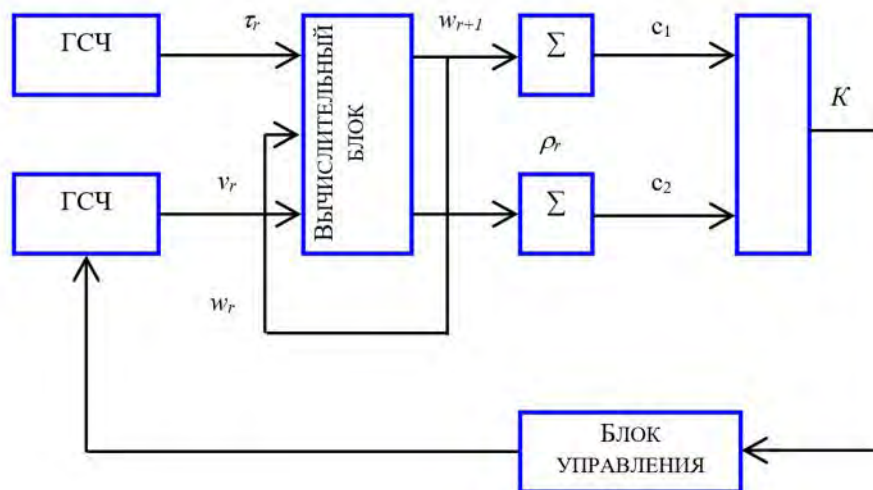 ГСЧ
τr
wr+1
Σ
c1
К
ВЫЧИСЛИТЕЛЬНЫЙ
БЛОК
ρr
ГСЧ
vr
Σ
c2
wr
БЛОК
УПРАВЛЕНИЯ